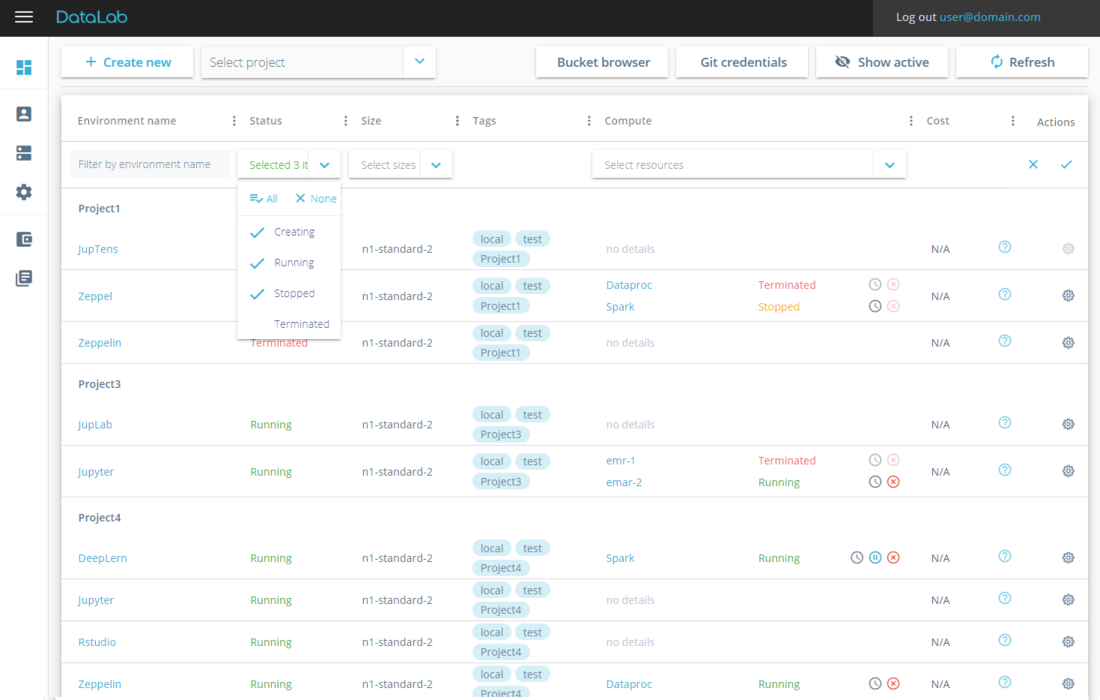 DataLab
Log out user@domain.com
Create new
Select project
Bucket browser
Git credentials
Show active
Refresh
Environment name Status Size Tags Compute Cost Actions
Filter by environment name Selected 3 it Select sizes Select resources
All None
Creating
Running
Stopped
Terminated
Project1
JupTens n1-standard-2 local test Project1 no details N/A
Zeppel n1-standard-2 local test Project1 Dataproc Terminated N/A
Spark Stopped
Zeppelin Terminated n1-standard-2 local test Project1 no details N/A
Project3
JupLab Running n1-standard-2 local test Project3 no details N/A
Jupyter Running n1-standard-2 local test Project3 emr-1 Terminated N/A
emar-2 Running
Project4
DeepLern Running n1-standard-2 local test Project4 Spark Running N/A
Jupyter Running n1-standard-2 local test Project4 no details N/A
Rstudio Running n1-standard-2 local test Project4 no details N/A
Zeppelin Running n1-standard-2 local test Project4 Dataproc Running N/A